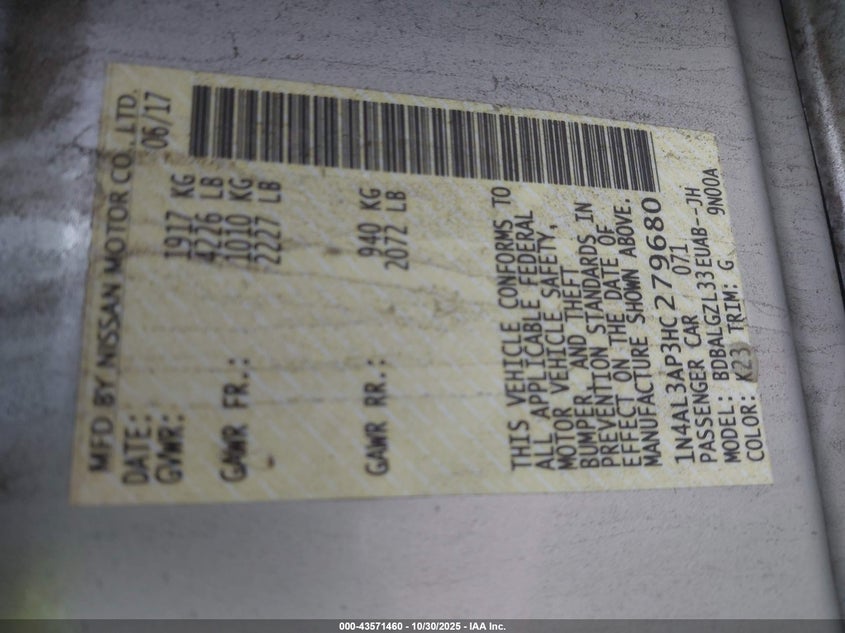 MFD BY NISSAN MOTOR CO., LTD.
DATE: 06/17
GVWR: 1917 KG
4226 LB
GAWR FR.: 1010 KG
2227 LB
GAWR RR.: 940 KG
2072 LB
THIS VEHICLE CONFORMS TO
ALL APPLICABLE FEDERAL
MOTOR VEHICLE SAFETY,
BUMPER AND THEFT
PREVENTION STANDARDS IN
EFFECT ON THE DATE OF
MANUFACTURE SHOWN ABOVE.
1N4AL3AP3HC279680
PASSENGER CAR 071
MODEL: BDBALGZL33EUAB--JH
COLOR: K23 TRIM: G 9N00A
000-43571460 - 10/30/2025 - IAA Inc.